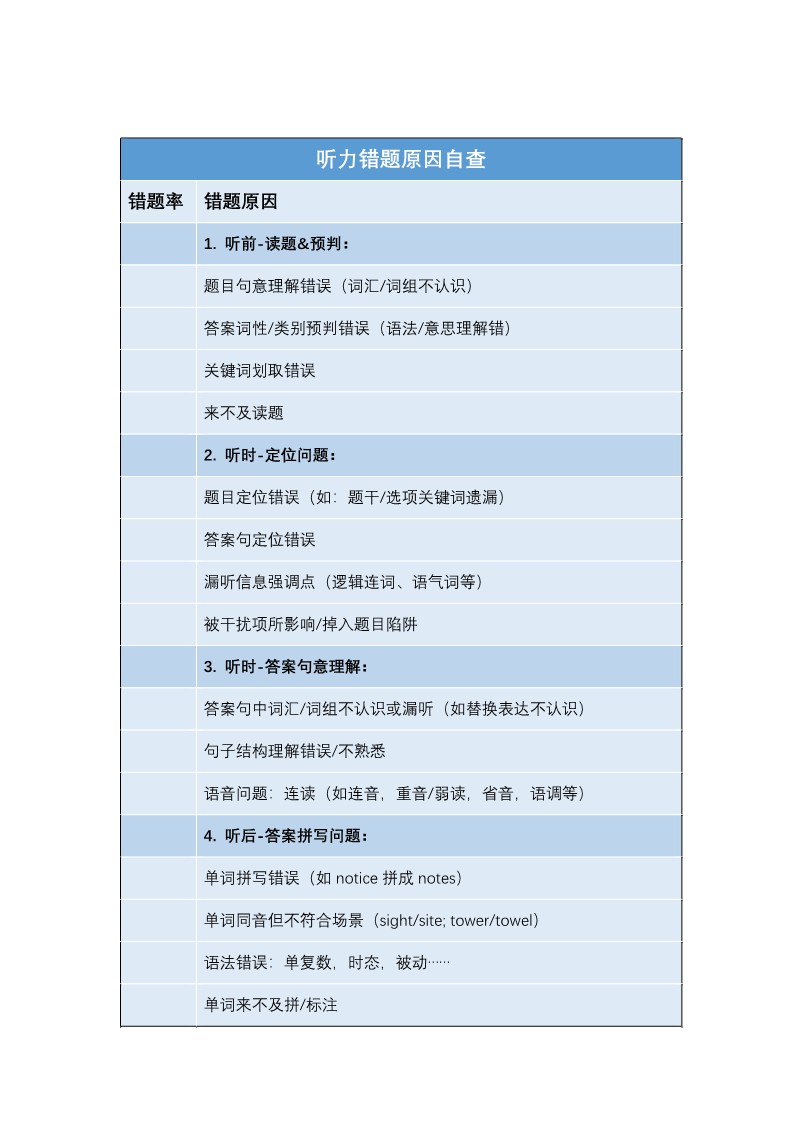 听力错题原因自查
错题率 错题原因
1. 听前-读题&预判：
题目句意理解错误（词汇/词组不认识）
答案词性/类别预判错误（语法/意思理解错）
关键词划取错误
来不及读题
2. 听时-定位问题：
题目定位错误（如：题干/选项关键词遗漏）
答案句定位错误
漏听信息强调点（逻辑连词、语气词等）
被干扰项所影响/掉入题目陷阱
3. 听时-答案句意理解：
答案句中词汇/词组不认识或漏听（如替换表达不认识）
句子结构理解错误/不熟悉
语音问题：连读（如连音，重音/弱读，省音，语调等）
4. 听后-答案拼写问题：
单词拼写错误（如 notice 拼成 notes）
单词同音但不符合场景（sight/site; tower/towel）
语法错误：单复数，时态，被动……
单词来不及拼/标注